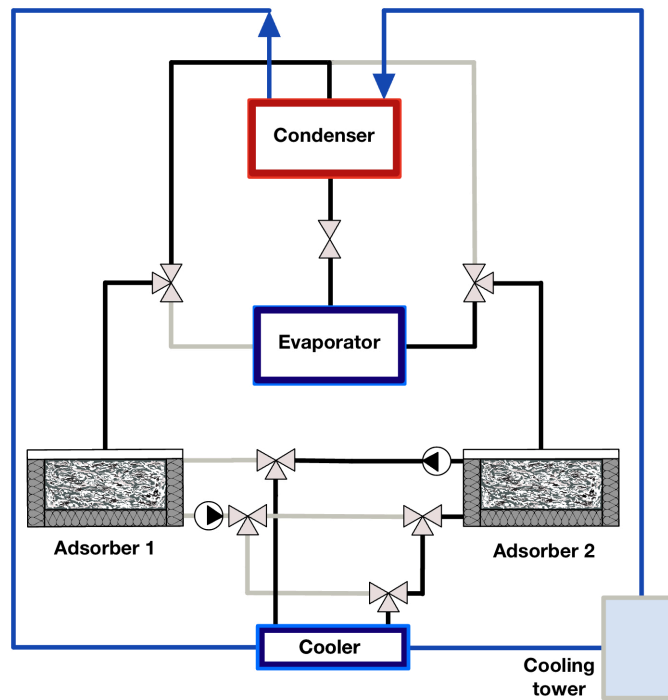 Condenser
Evaporator
Adsorber 1
Adsorber 2
Cooler
Cooling
tower